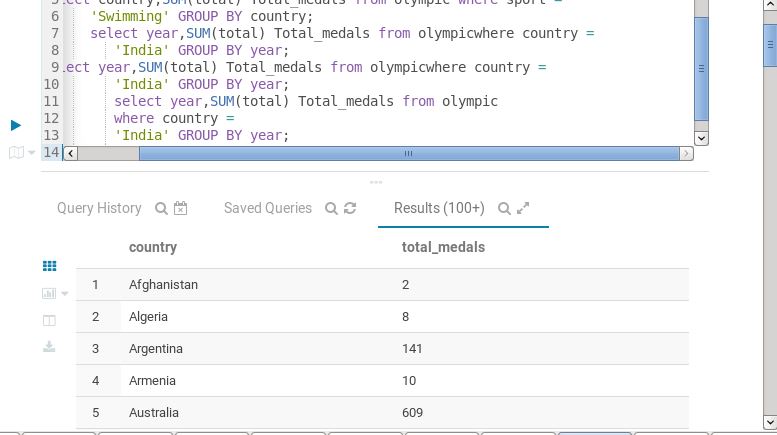 5 ect country,SUM(total) Total_medals from olympic where sport =
6 'Swimming' GROUP BY country;
7 select year,SUM(total) Total_medals from olympicwhere country =
8 'India' GROUP BY year;
9 ect year,SUM(total) Total_medals from olympicwhere country =
10 'India' GROUP BY year;
11 select year,SUM(total) Total_medals from olympic
12 where country =
13 'India' GROUP BY year;
14
Query History Saved Queries Results (100+)
country total_medals
1 Afghanistan 2
2 Algeria 8
3 Argentina 141
4 Armenia 10
5 Australia 609